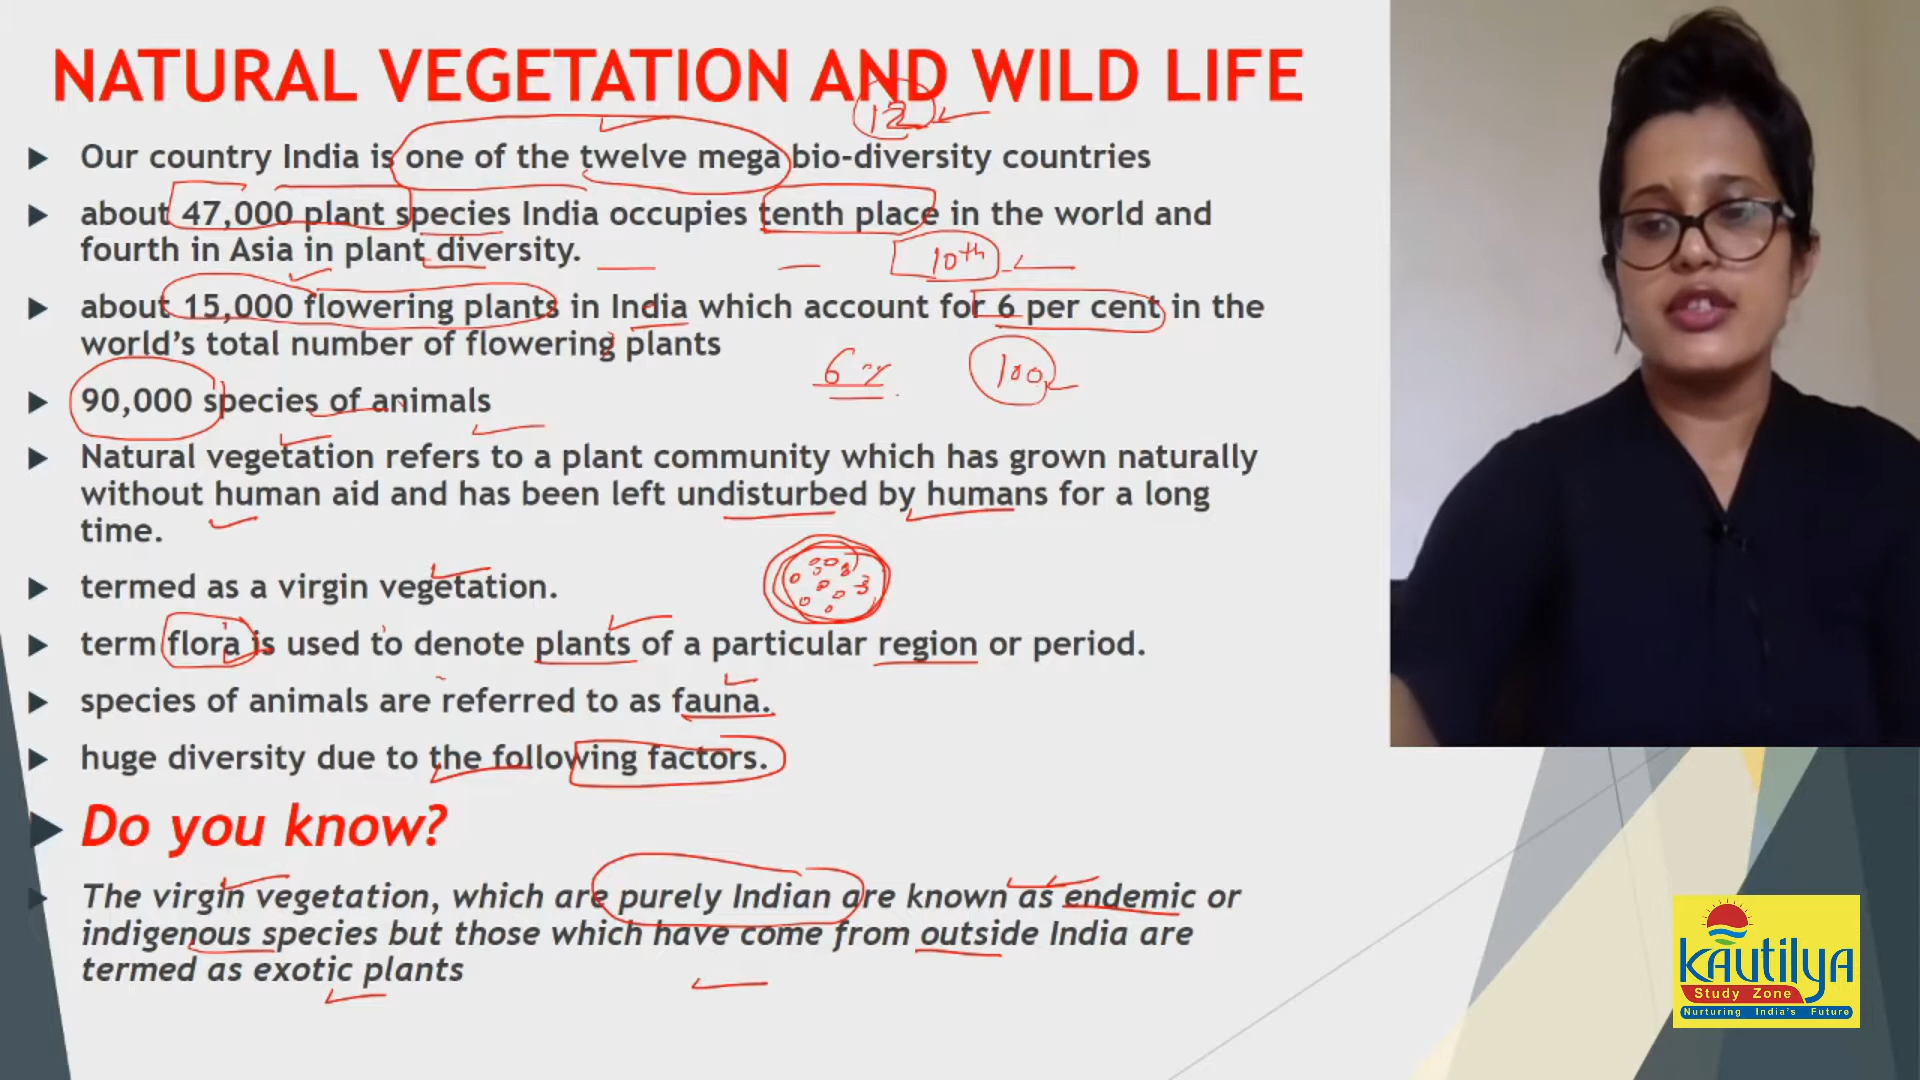 NATURAL VEGETATION AND WILD LIFE
12
Our country India is one of the twelve mega bio-diversity countries
about 47,000 plant species India occupies tenth place in the world and
fourth in Asia in plant diversity.
10th
about 15,000 flowering plants in India which account for 6 per cent in the
world's total number of flowering plants
6 %
100
90,000 species of animals
Natural vegetation refers to a plant community which has grown naturally
without human aid and has been left undisturbed by humans for a long
time.
termed as a virgin vegetation.
term flora is used to denote plants of a particular region or period.
species of animals are referred to as fauna.
huge diversity due to the following factors.
Do you know?
The virgin vegetation, which are purely Indian are known as endemic or
indigenous species but those which have come from outside India are
termed as exotic plants
kautilya
Study Zone
Nurturing India's Future